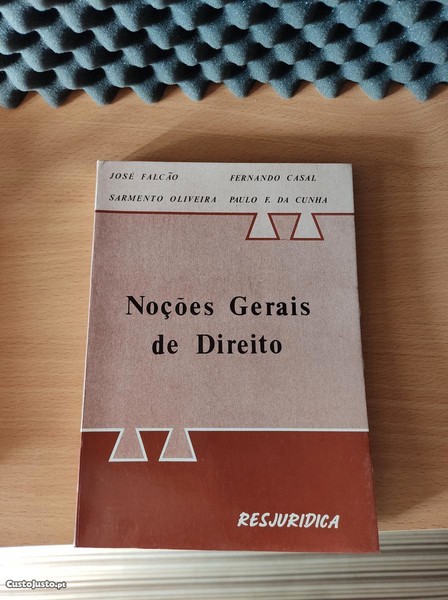 JOSÉ FALCÃO FERNANDO CASAL
SARMENTO OLIVEIRA PAULO F. DA CUNHA
Noções Gerais
de Direito
RESJURIDICA
CustoJusto.pt